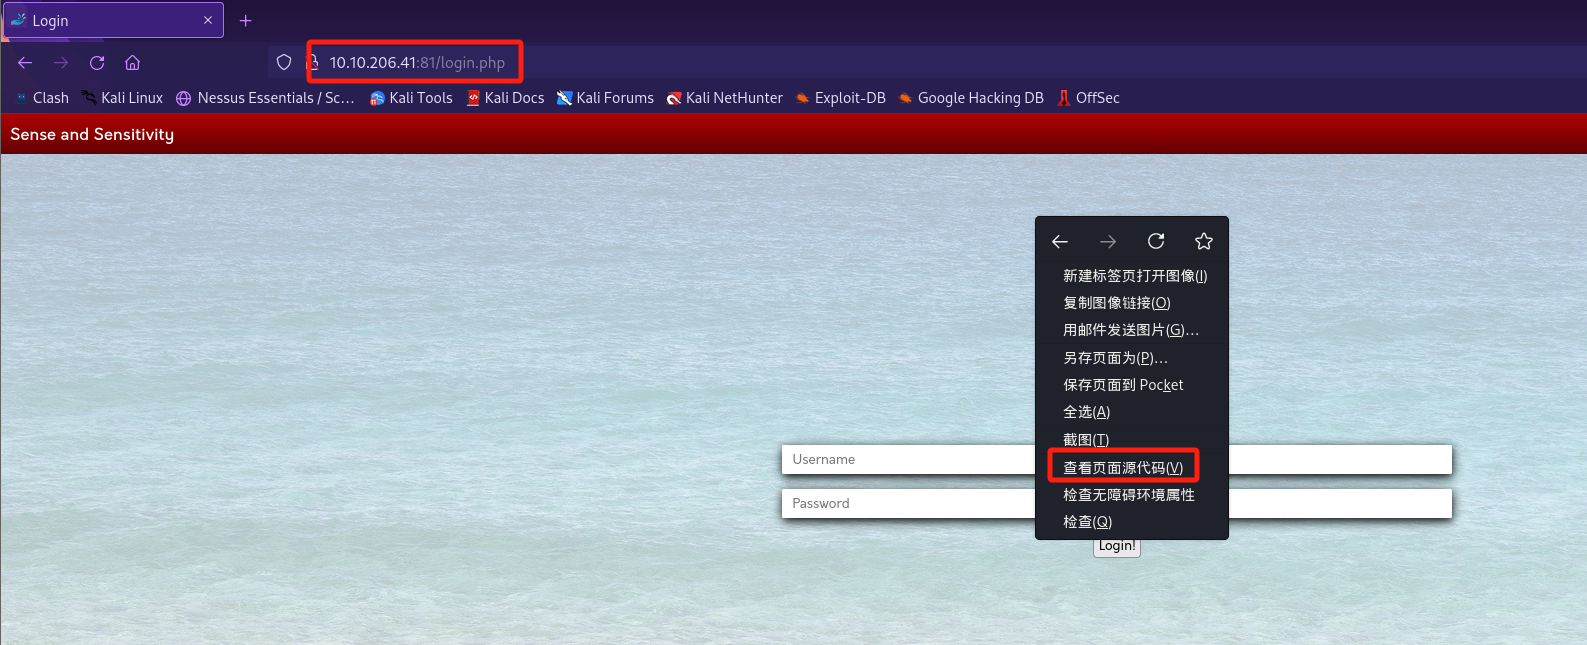 Login
10.10.206.41:81/login.php
Clash Kali Linux Nessus Essentials / Sc... Kali Tools Kali Docs Kali Forums Kali NetHunter Exploit-DB Google Hacking DB OffSec
Sense and Sensitivity
新建标签页打开图像(I)
复制图像链接(O)
用邮件发送图片(G)...
另存页面为(P)...
保存页面到 Pocket
全选(A)
截图(T)
Username
查看页面源代码(V)
检查无障碍环境属性
Password
检查(Q)
Login!